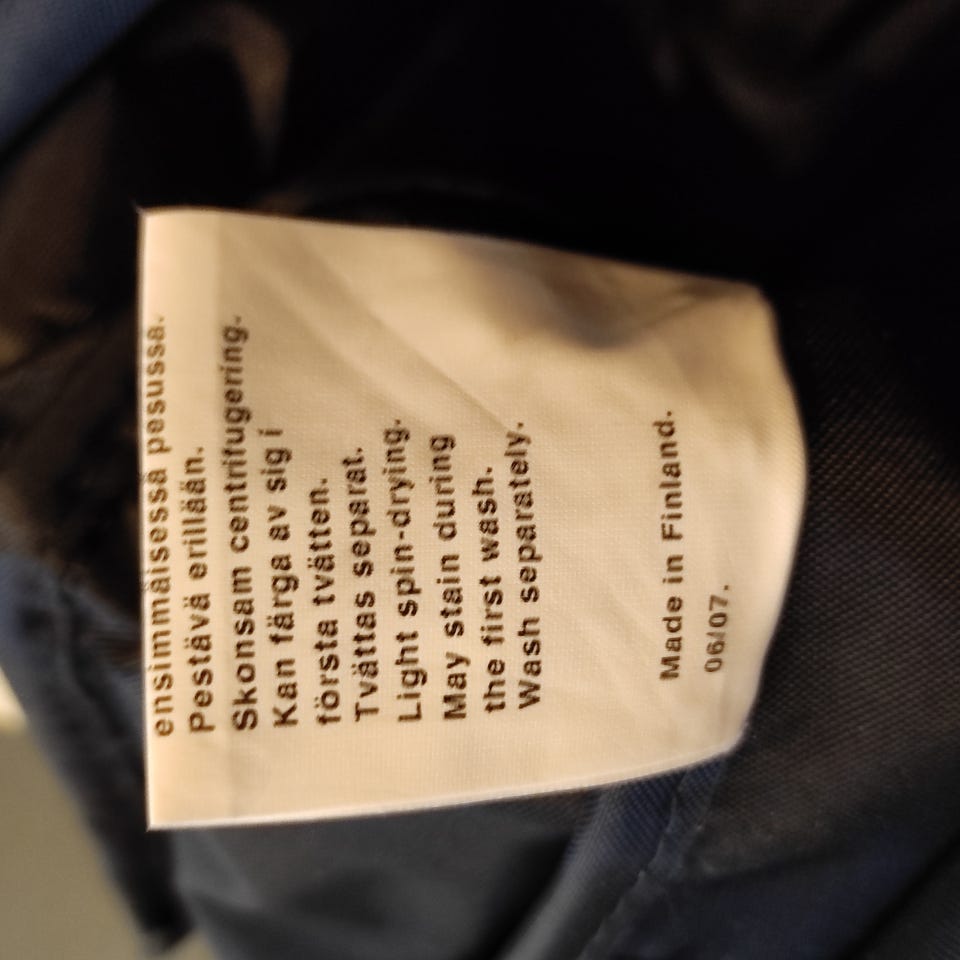 ensimmäisessä pesussa.
Pestävä erillään.
Skonsam centrifugering.
Kan färga av sig i
första tvätten.
Tvättas separat.
Light spin-drying.
May stain during
the first wash.
Wash separately.
Made in Finland.
06/07.